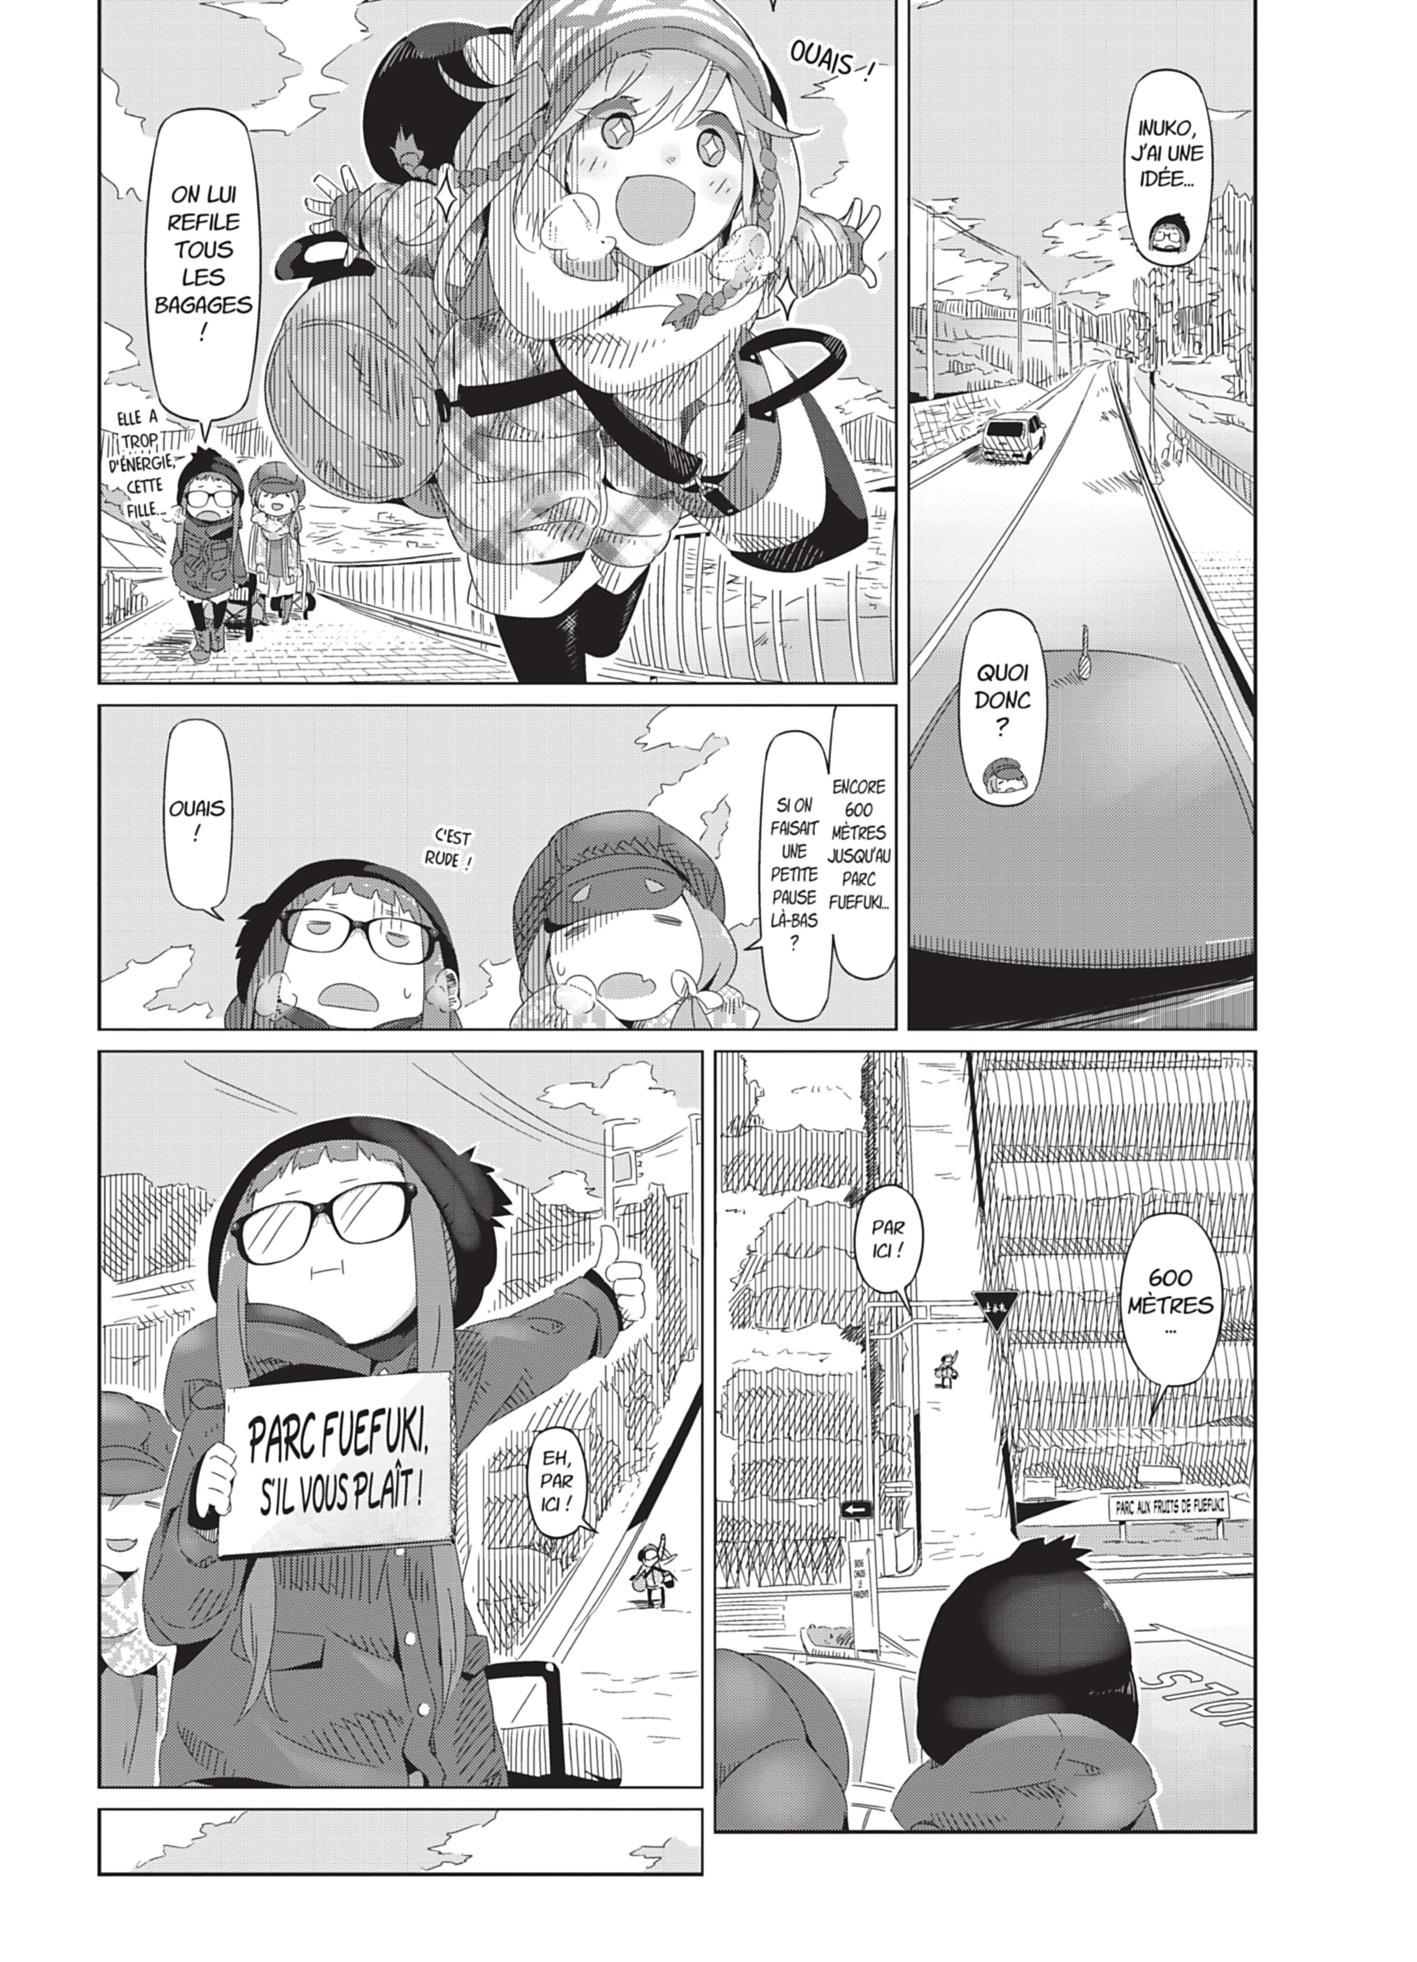 INUKO,
J'AI UNE
IDÉE...
QUOI
DONC
?
OUAIS !
ON LUI
REFILE
TOUS
LES
BAGAGES
!
ELLE A
TROP
D'ÉNERGIE,
CETTE
FILLE...
ENCORE
600
MÈTRES
JUSQU'AU
PARC
FUEFUKI...
SI ON
FAISAIT
UNE
PETITE
PAUSE
LÀ-BAS
?
C'EST
RUDE !
OUAIS
!
600
MÈTRES
...
PAR
ICI !
PARC AUX FRUITS DE FUEFUKI
STOP
EH,
PAR
ICI !
PARC FUEFUKI,
S'IL VOUS PLAÎT !